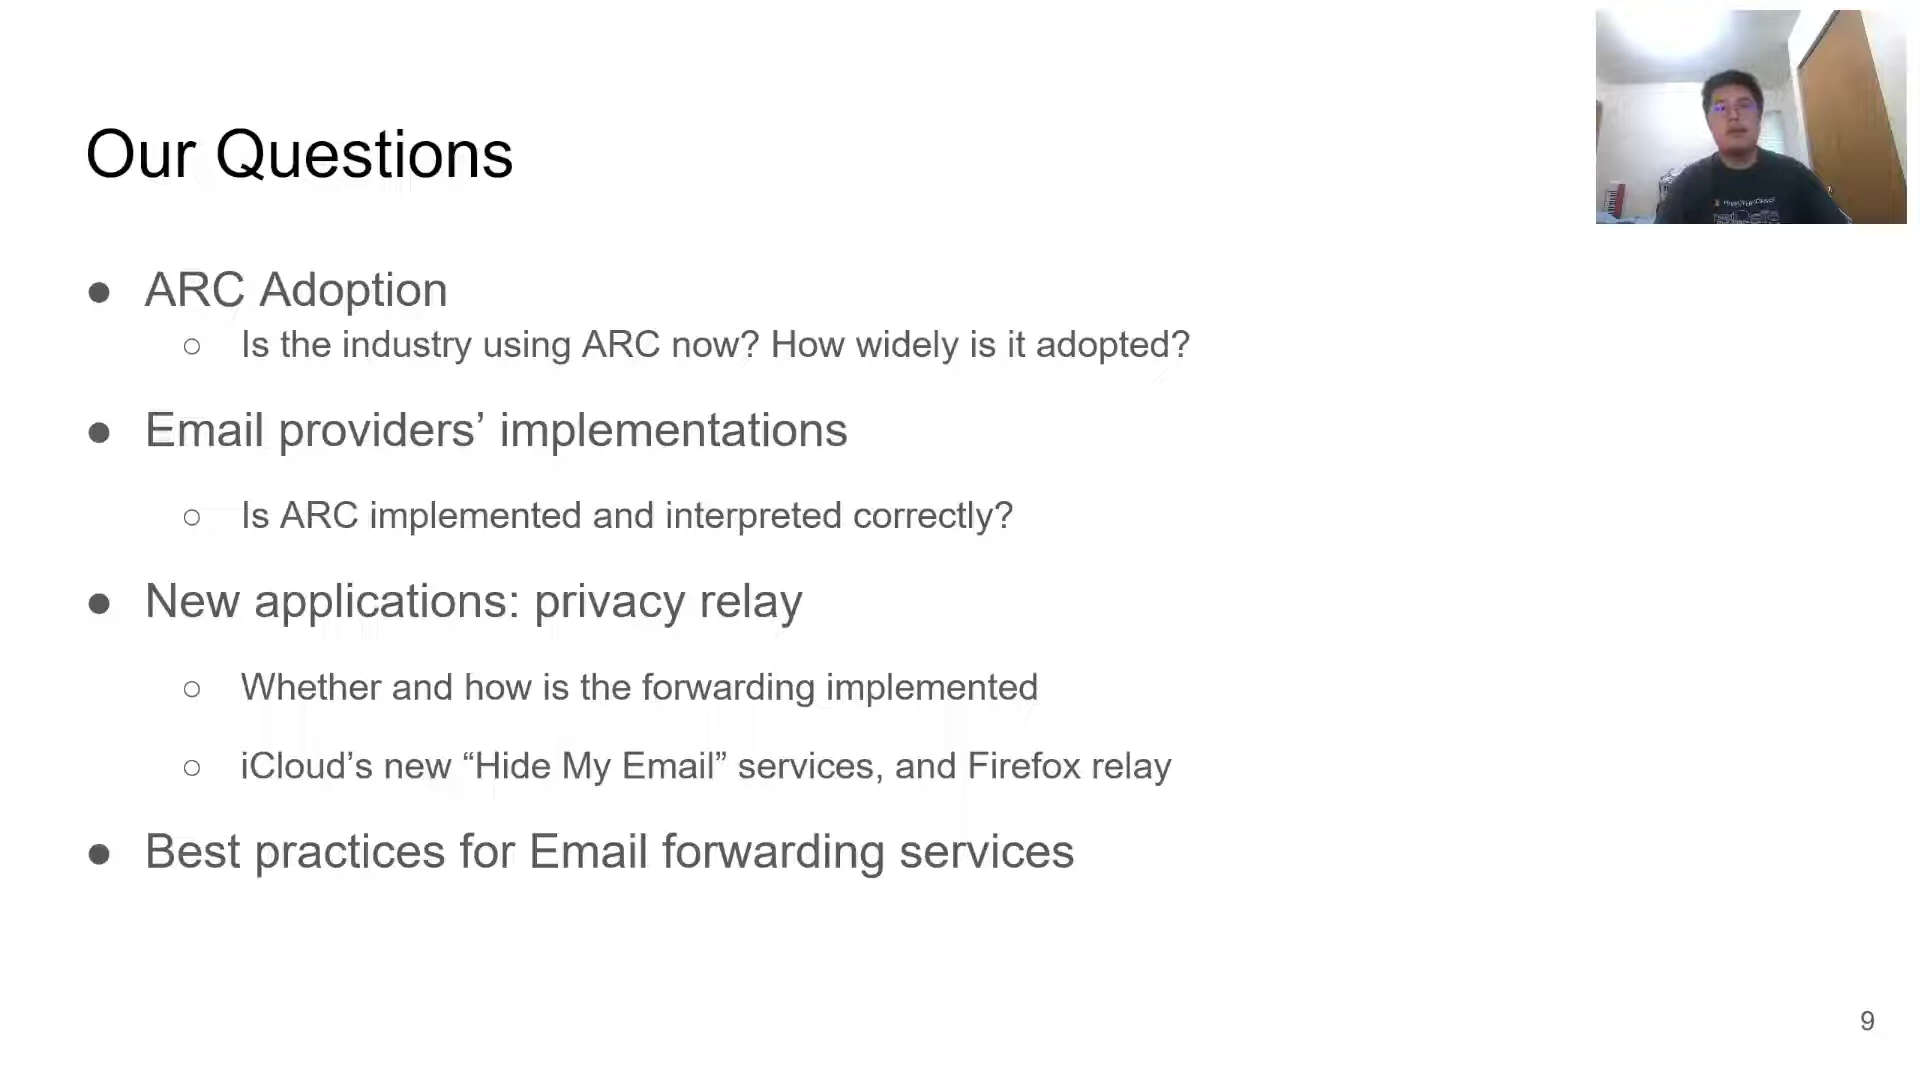 Our Questions
● ARC Adoption
○ Is the industry using ARC now? How widely is it adopted?
● Email providers’ implementations
○ Is ARC implemented and interpreted correctly?
● New applications: privacy relay
○ Whether and how is the forwarding implemented
○ iCloud’s new “Hide My Email” services, and Firefox relay
● Best practices for Email forwarding services
9